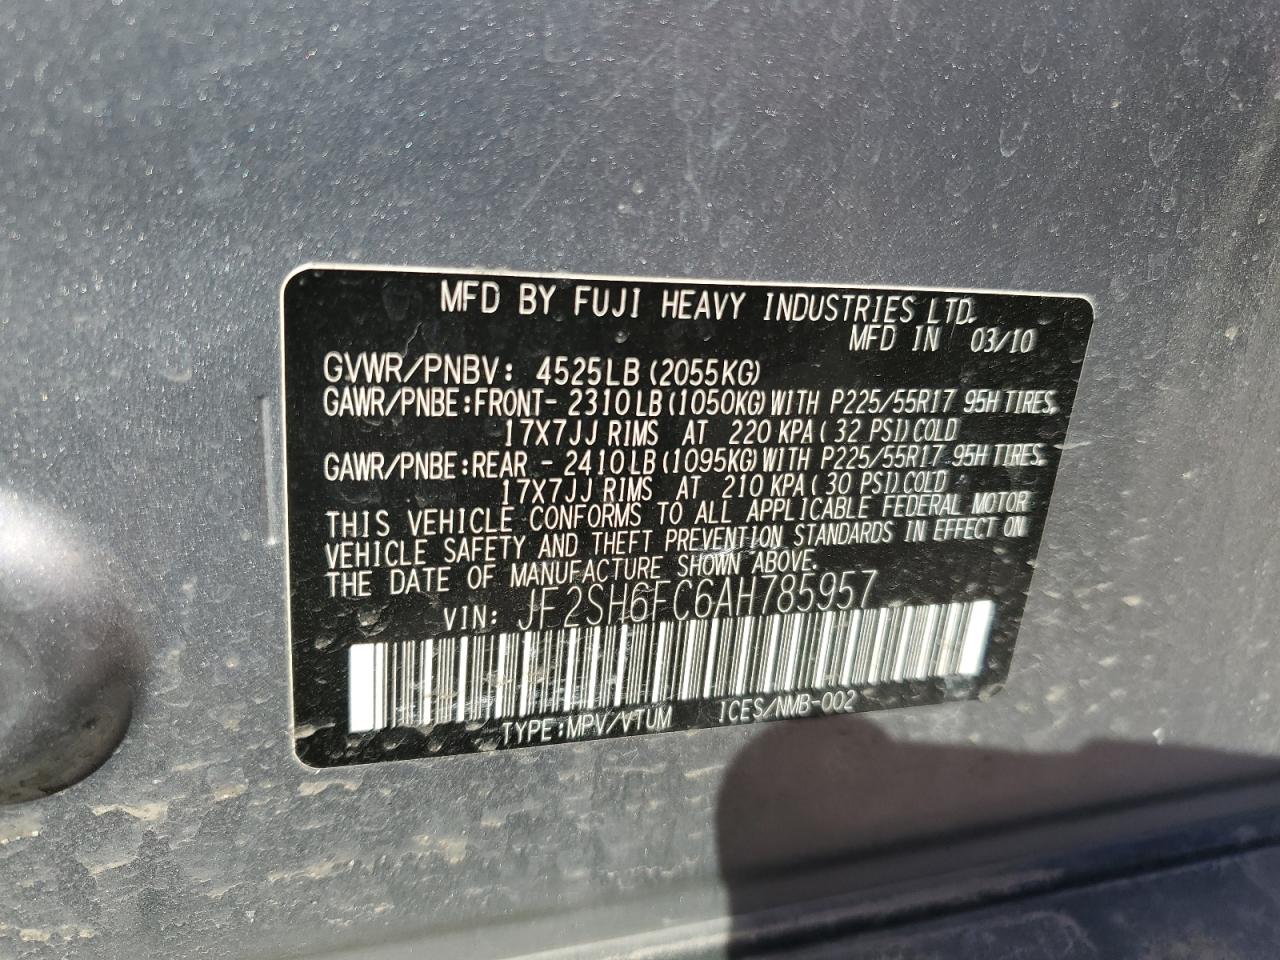 MFD BY FUJI HEAVY INDUSTRIES LTD.
MFD IN 03/10
GVWR/PNBV: 4525LB (2055KG)
GAWR/PNBE:FRONT- 2310LB(1050KG)WITH P225/55R17 95H TIRES,
17X7JJ RIMS AT 220 KPA( 32 PSI)COLD
GAWR/PNBE:REAR - 2410LB(1095KG)WITH P225/55R17 95H TIRES,
17X7JJ RIMS AT 210 KPA( 30 PSI)COLD
THIS VEHICLE CONFORMS TO ALL APPLICABLE FEDERAL MOTOR
VEHICLE SAFETY AND THEFT PREVENTION STANDARDS IN EFFECT ON
THE DATE OF MANUFACTURE SHOWN ABOVE.
VIN: JF2SH6FC6AH785957
TYPE:MPV/VTUM ICES/NMB-002